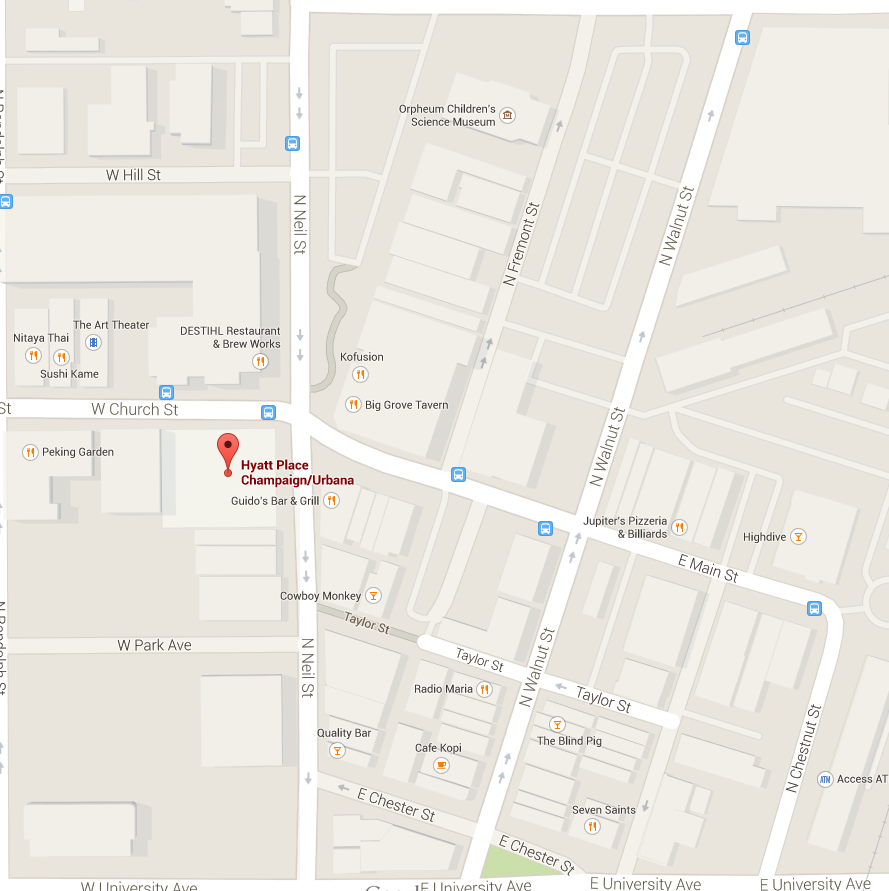 Orpheum Children's
Science Museum
N Randolph St
W Hill St
N Neil St
N Fremont St
N Walnut St
The Art Theater
Nitaya Thai
Sushi Kame
DESTIHL Restaurant
& Brew Works
Kofusion
Big Grove Tavern
St
W Church St
N Walnut St
Peking Garden
Hyatt Place
Champaign/Urbana
Guido's Bar & Grill
Jupiter's Pizzeria
& Billiards
Highdive
E Main St
Cowboy Monkey
Taylor St
N Randolph St
W Park Ave
N Neil St
Taylor St
N Walnut St
Radio Maria
Taylor St
Quality Bar
Cafe Kopi
The Blind Pig
N Chestnut St
Access AT
E Chester St
Seven Saints
E Chester St
W University Ave
E University Ave
E University Ave
E University Ave